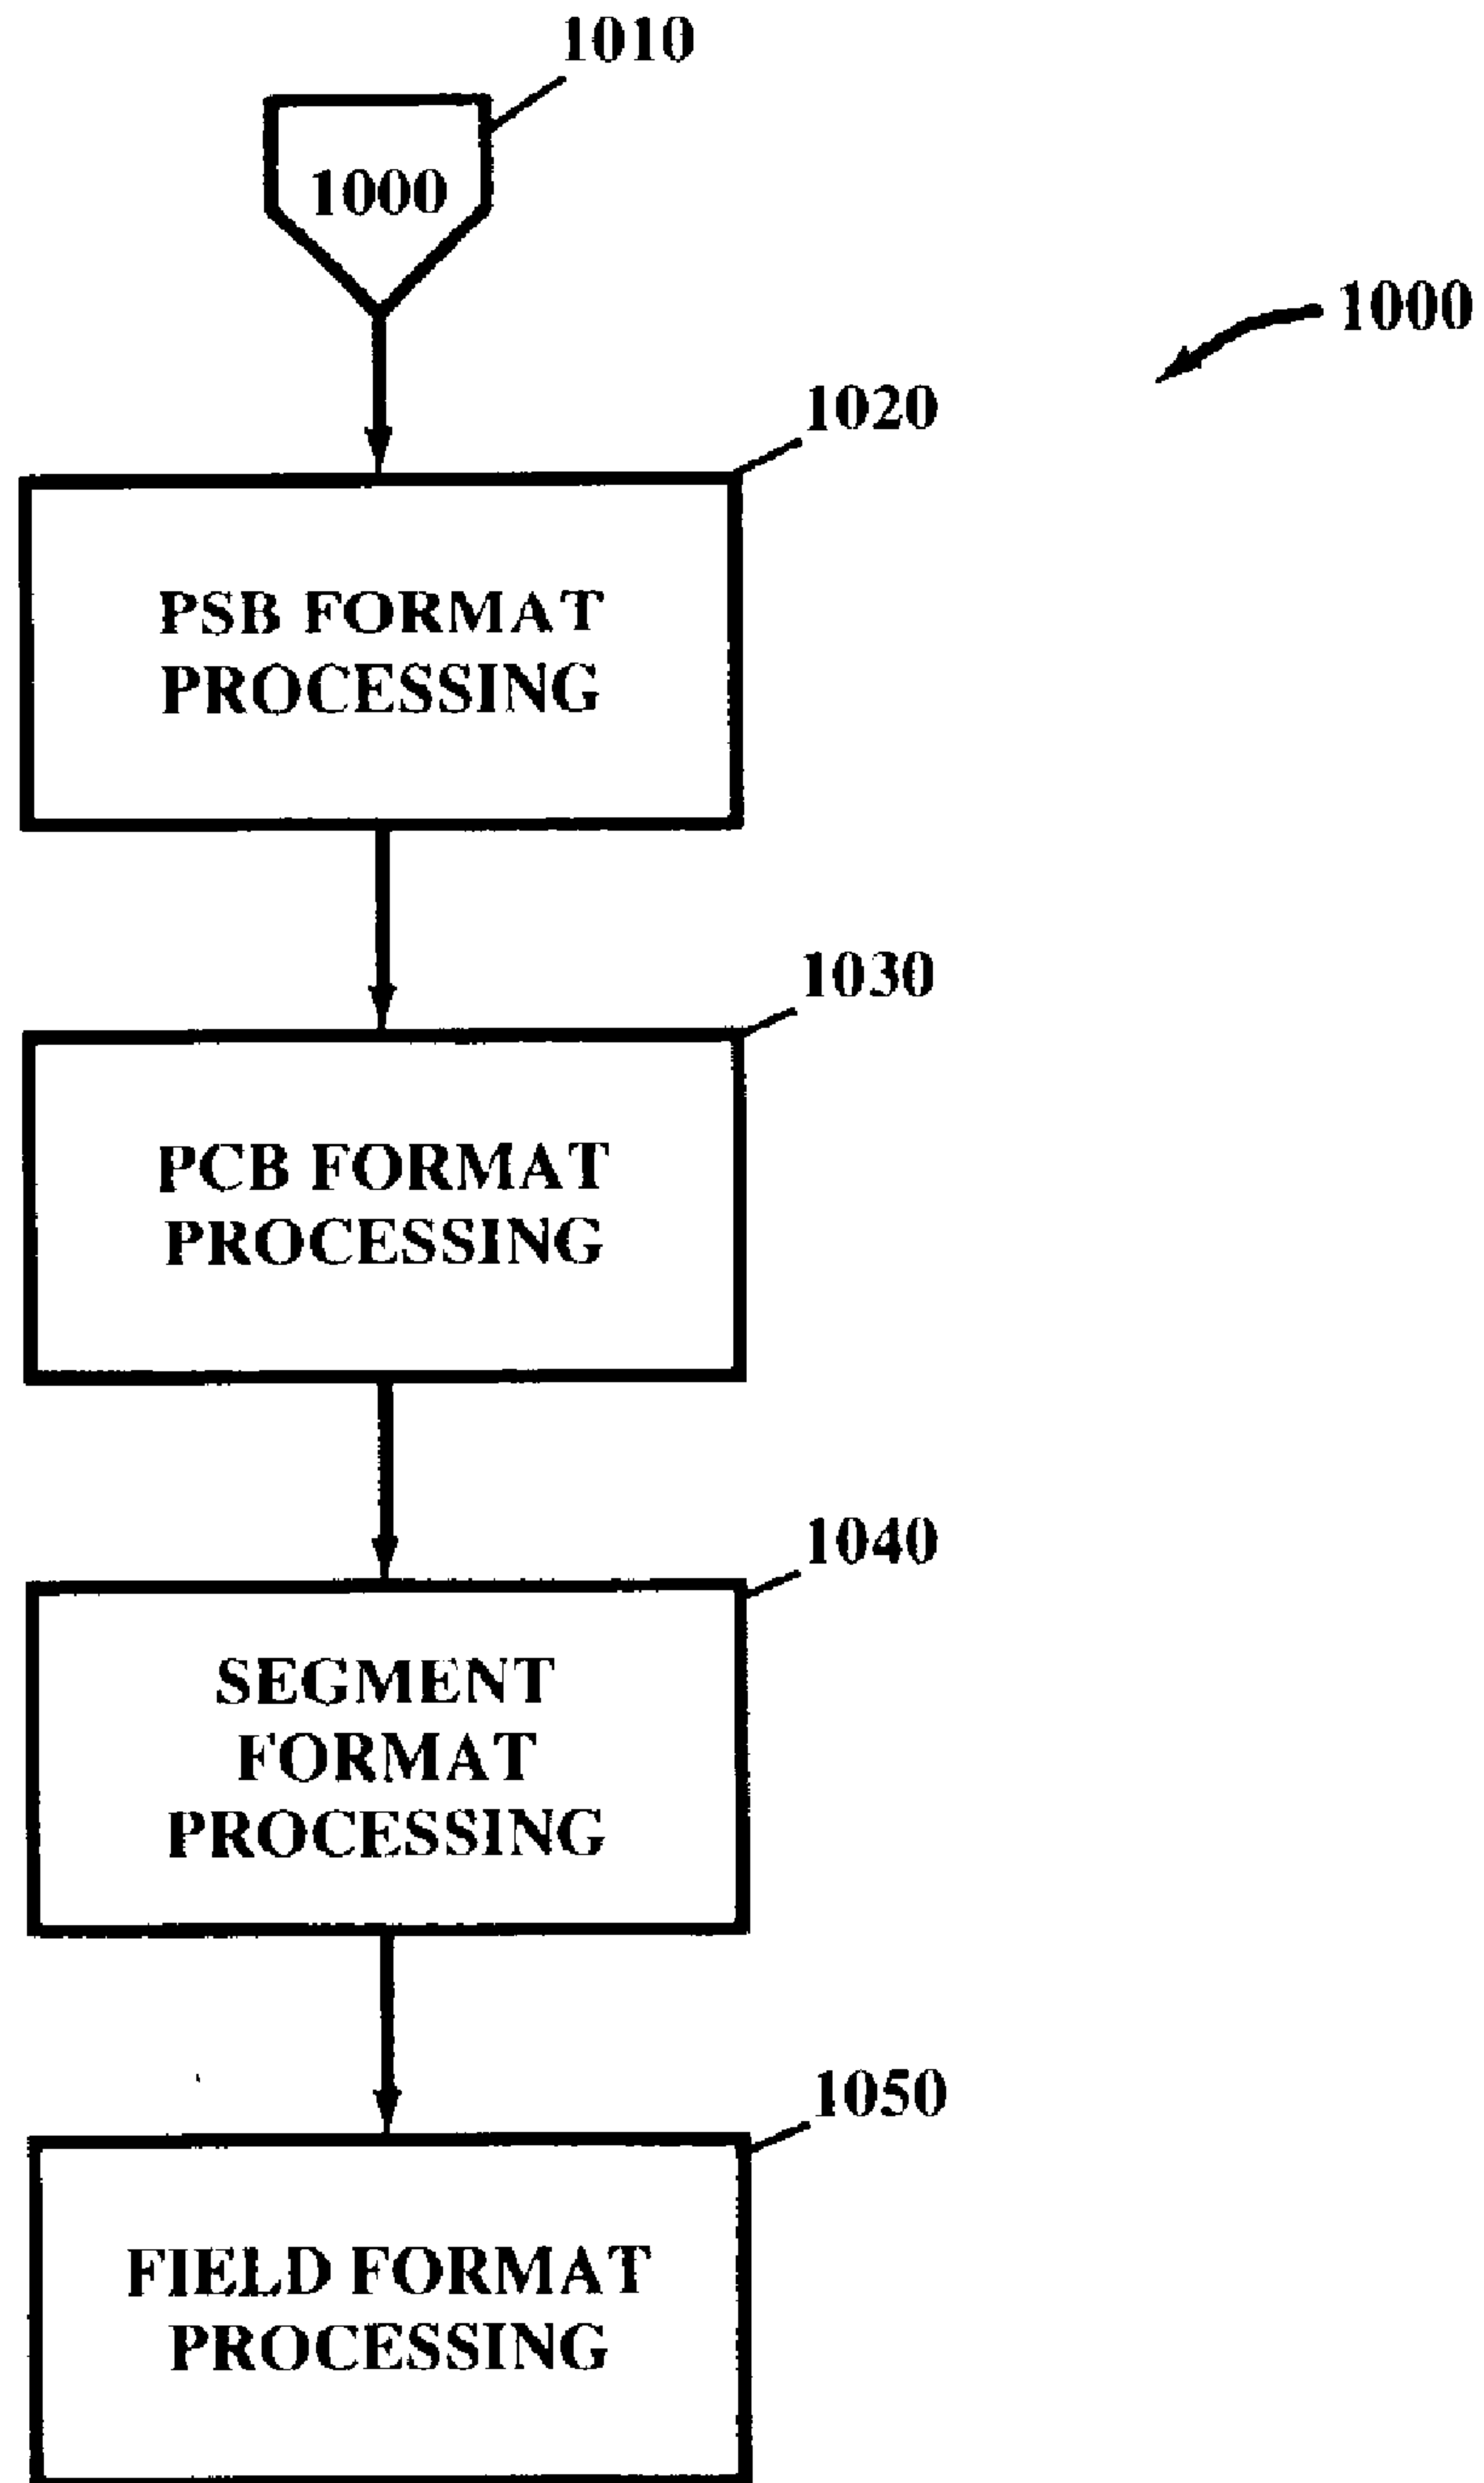 1010
1000
1000
1020
PSB FORMAT
PROCESSING
1030
PCB FORMAT
PROCESSING
1040
SEGMENT
FORMAT
PROCESSING
1050
FIELD FORMAT
PROCESSING